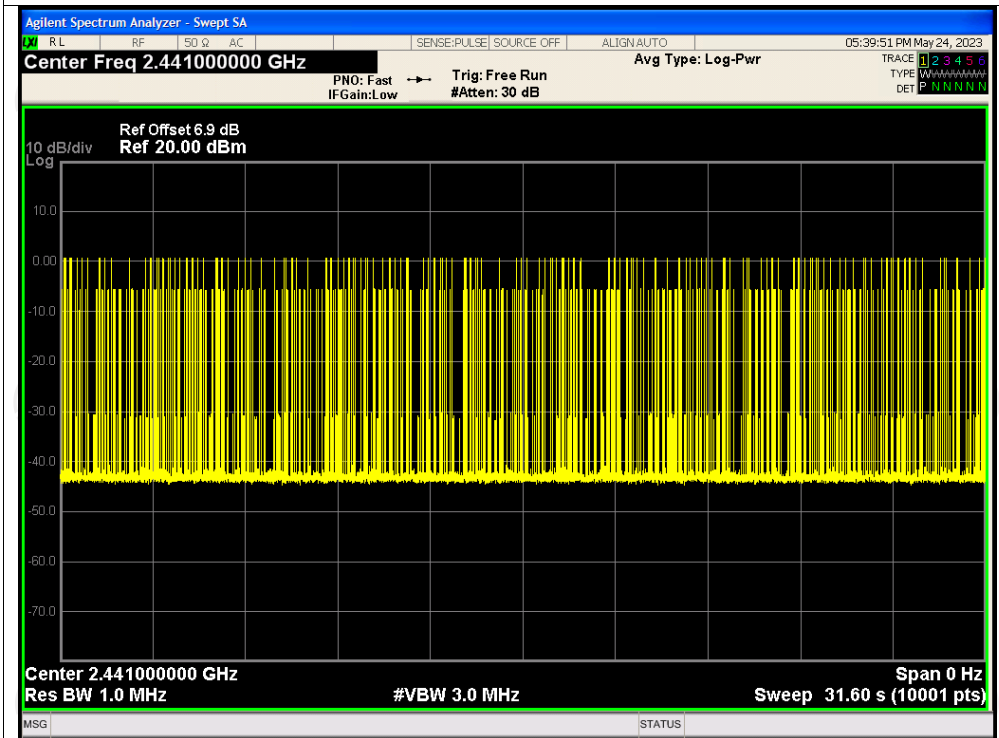 Agilent Spectrum Analyzer - Swept SA
LXI RL RF 50 Ω AC SENSE:PULSE SOURCE OFF ALIGNAUTO 05:39:51 PM May 24, 2023
Center Freq 2.441000000 GHz
Avg Type: Log-Pwr
TRACE 1 2 3 4 5 6
PNO: Fast
Trig: Free Run
TYPE W
IFGain:Low
#Atten: 30 dB
DET P N N N N N
Ref Offset 6.9 dB
10 dB/div Ref 20.00 dBm
Log
10.0
0.00
-10.0
-20.0
-30.0
-40.0
-50.0
-60.0
-70.0
Center 2.441000000 GHz Span 0 Hz
Res BW 1.0 MHz #VBW 3.0 MHz Sweep 31.60 s (10001 pts)
MSG STATUS